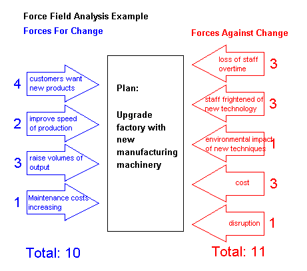 Force Field Analysis Example
Forces For Change
Forces Against Change
4
customers want
new products
2
improve speed
of production
3
raise volumes of
output
1
Maintenance costs
increasing
Total: 10
Plan:
Upgrade
factory with
new
manufacturing
machinery
loss of staff
overtime
3
staff frightened of
new technology
3
environmental impact
of new techniques
1
cost
3
disruption
1
Total: 11